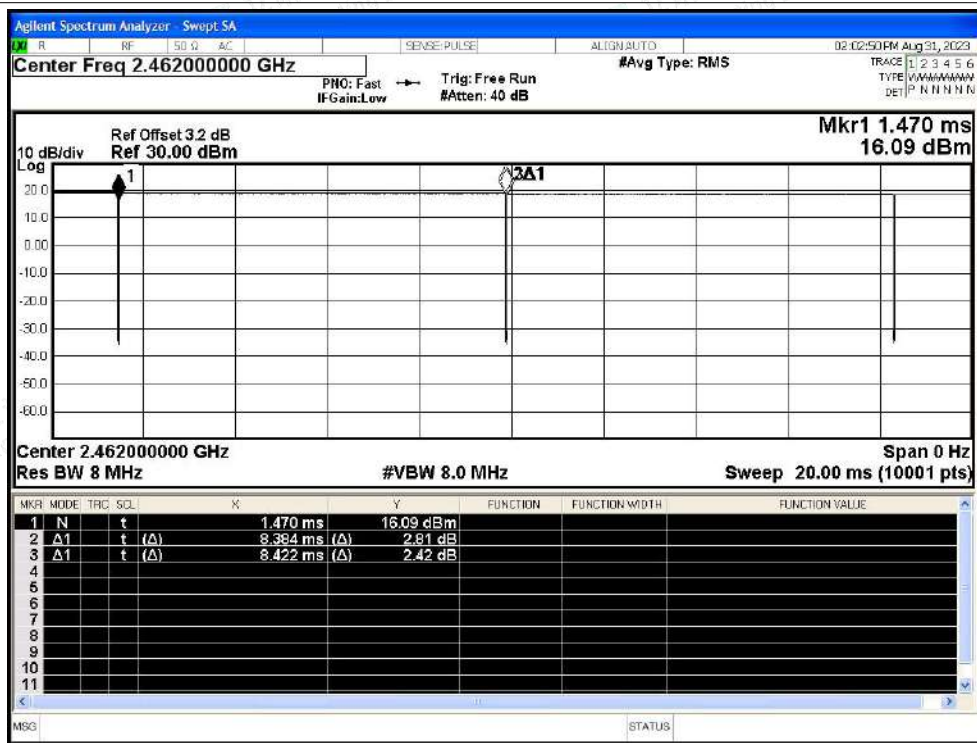 Agilent Spectrum Analyzer - Swept SA
LXI R RF 50 Ω AC SENSE:PULSE ALIGN AUTO 02:02:50 PM Aug 31, 2023
Center Freq 2.462000000 GHz #Avg Type: RMS TRACE 1 2 3 4 5 6
PNO: Fast Trig: Free Run TYPE
IFGain:Low #Atten: 40 dB DET P N N N N N
Mkr1 1.470 ms
Ref Offset 3.2 dB
10 dB/div Ref 30.00 dBm 16.09 dBm
Log
1 3Δ1
20.0
10.0
0.00
-10.0
-20.0
-30.0
-40.0
-50.0
-60.0
Center 2.462000000 GHz Span 0 Hz
Res BW 8 MHz #VBW 8.0 MHz Sweep 20.00 ms (10001 pts)
MKR MODE TRC SCL X Y FUNCTION FUNCTION WIDTH FUNCTION VALUE
1 N t 1.470 ms 16.09 dBm
2 Δ1 t (Δ) 8.384 ms (Δ) 2.81 dB
3 Δ1 t (Δ) 8.422 ms (Δ) 2.42 dB
4
5
6
7
8
9
10
11
MSG STATUS